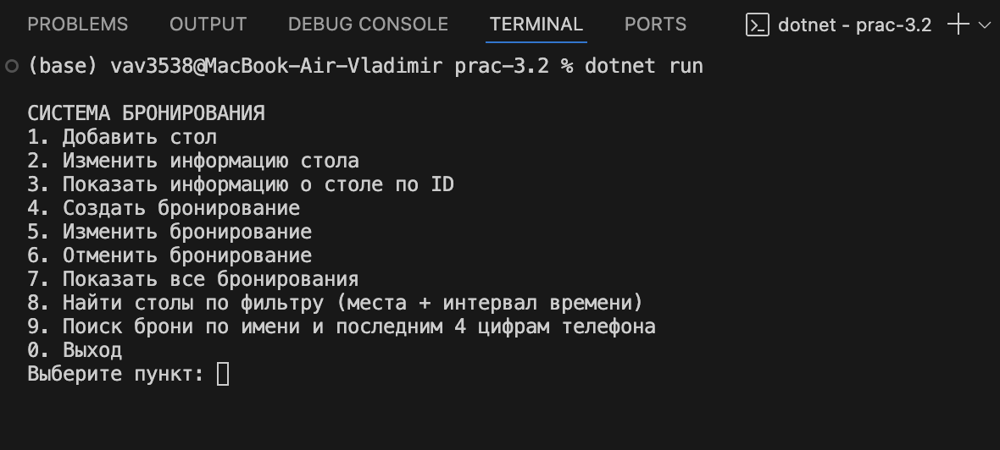 PROBLEMS OUTPUT DEBUG CONSOLE TERMINAL PORTS dotnet - prac-3.2
(base) vav3538@MacBook-Air-Vladimir prac-3.2 % dotnet run
СИСТЕМА БРОНИРОВАНИЯ
1. Добавить стол
2. Изменить информацию стола
3. Показать информацию о столе по ID
4. Создать бронирование
5. Изменить бронирование
6. Отменить бронирование
7. Показать все бронирования
8. Найти столы по фильтру (места + интервал времени)
9. Поиск брони по имени и последним 4 цифрам телефона
0. Выход
Выберите пункт: